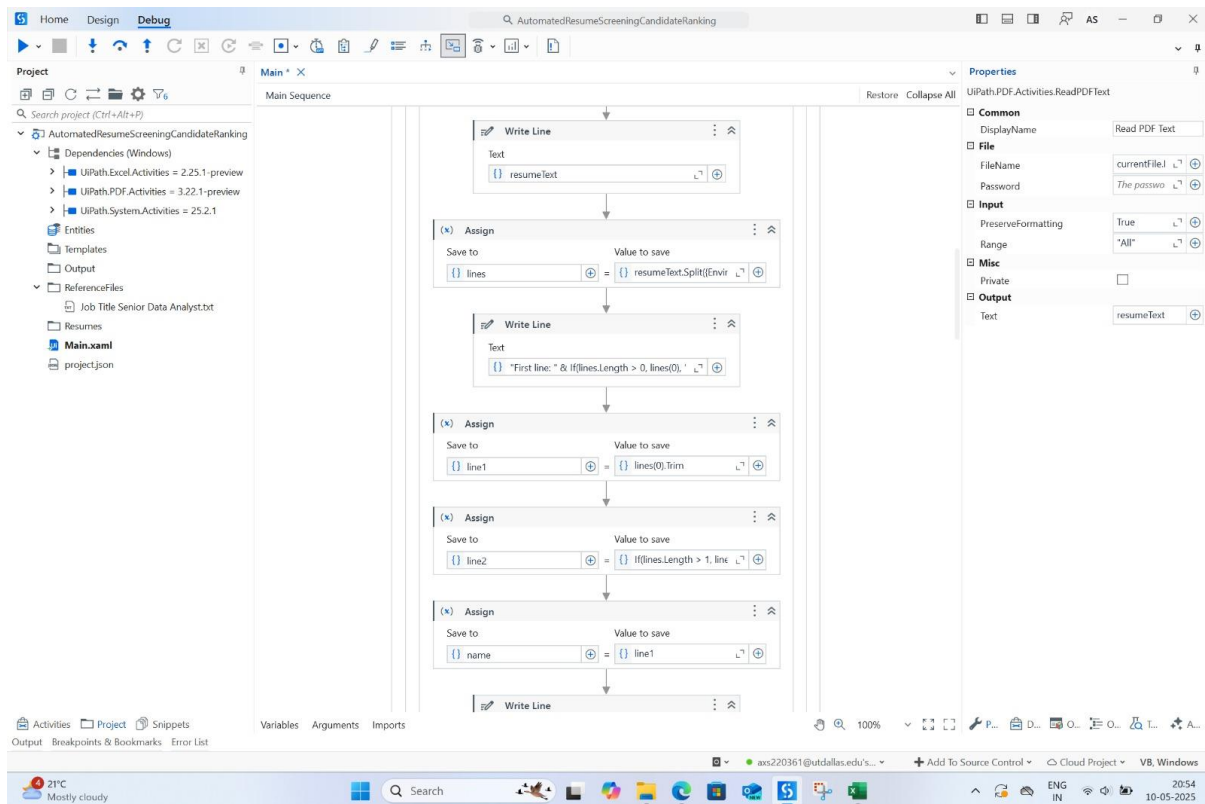 Home Design Debug AutomatedResumeScreeningCandidateRanking AS
Project
Search project (Ctrl+Alt+P)
AutomatedResumeScreeningCandidateRanking
Dependencies (Windows)
UiPath.Excel.Activities = 2.25.1-preview
UiPath.PDF.Activities = 3.22.1-preview
UiPath.System.Activities = 25.2.1
Entities
Templates
Output
ReferenceFiles
Job Title Senior Data Analyst.txt
Resumes
Main.xaml
project.json
Main *
Main Sequence Restore Collapse All
Write Line
Text
resumeText
(x) Assign
Save to Value to save
lines = resumeText.Split({Envir
Write Line
Text
"First line: " & If(lines.Length > 0, lines(0), '
(x) Assign
Save to Value to save
line1 = lines(0).Trim
(x) Assign
Save to Value to save
line2 = If(lines.Length > 1, line
(x) Assign
Save to Value to save
name = line1
Write Line
Properties
UiPath.PDF.Activities.ReadPDFText
Common
DisplayName Read PDF Text
File
FileName currentFile.
Password The passwo
Input
PreserveFormatting True
Range "All"
Misc
Private
Output
Text resumeText
Activities Project Snippets
Variables Arguments Imports 100% P... D... O... O... T... A...
Output Breakpoints & Bookmarks Error List
axs220361@utdallas.edu's... Add To Source Control Cloud Project VB, Windows
4
21°C
Mostly cloudy
Search
ENG
IN
20:54
10-05-2025